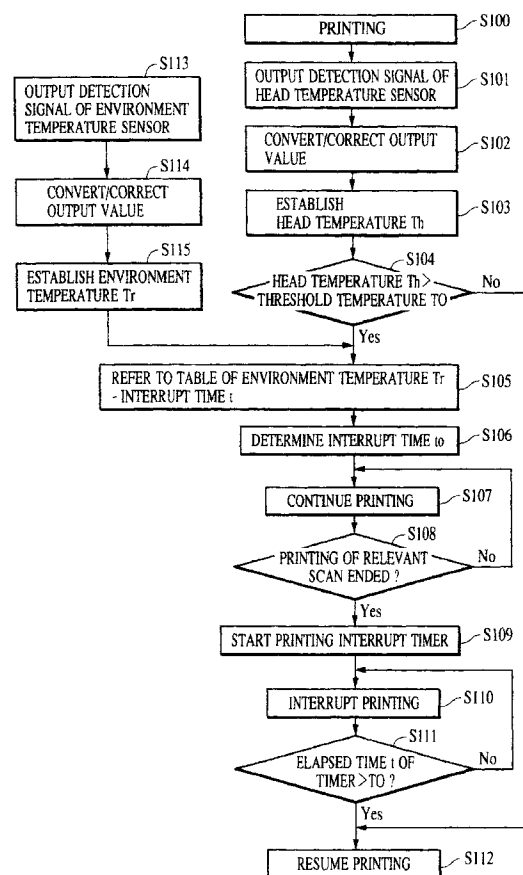 PRINTING
S100
OUTPUT DETECTION SIGNAL OF
HEAD TEMPERATURE SENSOR
S101
CONVERT/CORRECT OUTPUT
VALUE
S102
ESTABLISH
HEAD TEMPERATURE Th
S103
S104
HEAD TEMPERATURE Th>
THRESHOLD TEMPERATURE TO
No
Yes
S113
OUTPUT DETECTION
SIGNAL OF ENVIRONMENT
TEMPERATURE SENSOR
S114
CONVERT/CORRECT
OUTPUT VALUE
S115
ESTABLISH ENVIRONMENT
TEMPERATURE Tr
REFER TO TABLE OF ENVIRONMENT TEMPERATURE Tr
- INTERRUPT TIME t
S105
DETERMINE INTERRUPT TIME to
S106
CONTINUE PRINTING
S107
S108
PRINTING OF RELEVANT
SCAN ENDED ?
No
Yes
START PRINTING INTERRUPT TIMER
S109
INTERRUPT PRINTING
S110
S111
ELAPSED TIME t OF
TIMER>TO ?
No
Yes
RESUME PRINTING
S112